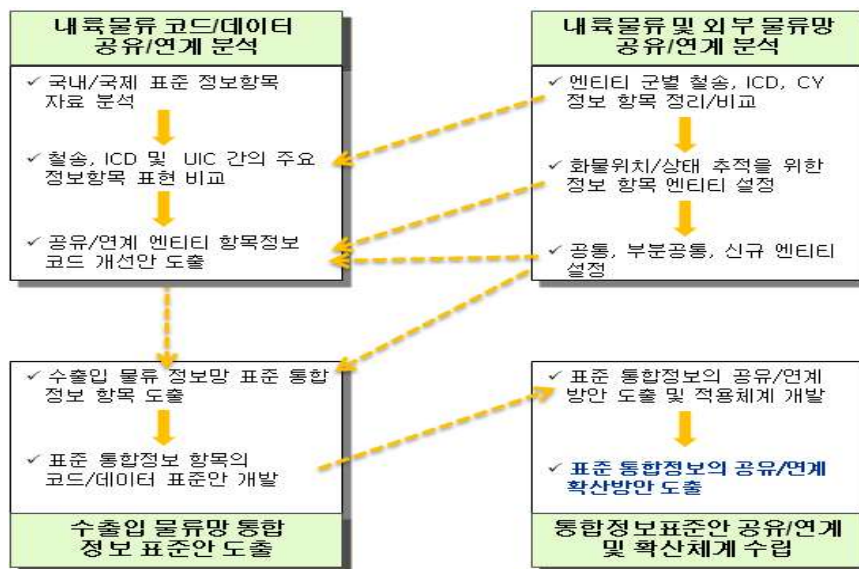 내륙물류 코드/데이터
공유/연계 분석
✓ 국내/국제 표준 정보항목
자료 분석
✓ 철송, ICD 및 UIC 간의 주요
정보항목 표현 비교
✓ 공유/연계 엔티티 항목정보
코드 개선안 도출
내륙물류 및 외부 물류망
공유/연계 분석
✓ 엔티티 군별 철송, ICD, CY
정보 항목 정리/비교
✓ 화물위치/상태 추적을 위한
정보 항목 엔티티 설정
✓ 공통, 부분공통, 신규 엔티티
설정
✓ 수출입 물류 정보망 표준 통합
정보 항목 도출
✓ 표준 통합정보 항목의
코드/데이터 표준안 개발
수출입 물류망 통합
정보 표준안 도출
✓ 표준 통합정보의 공유/연계
방안 도출 및 적용체계 개발
✓ 표준 통합정보의 공유/연계
확산방안 도출
통합정보표준안 공유/연계
및 확산체계 수립